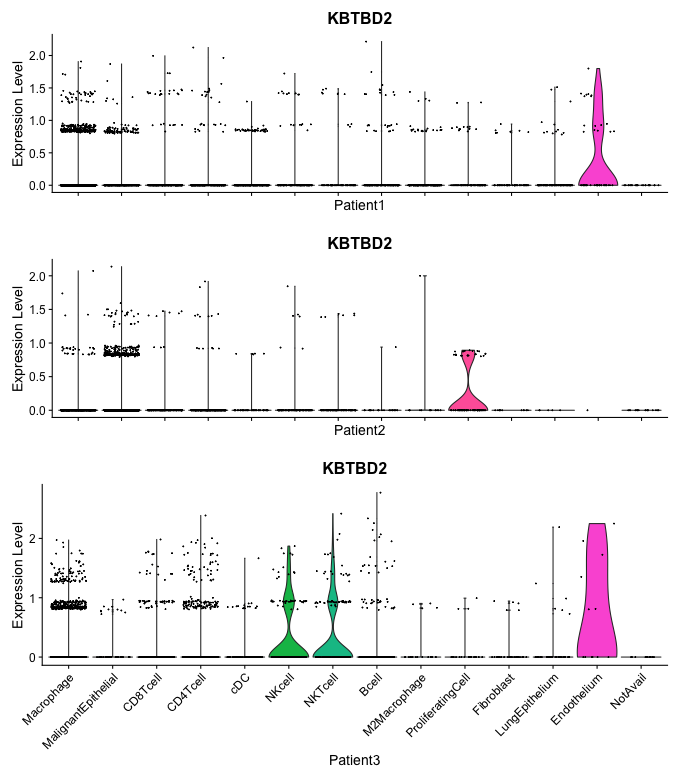 KBTBD2
Expression Level
2.0
1.5
1.0
0.5
0.0
Patient1
KBTBD2
Expression Level
2.0
1.5
1.0
0.5
0.0
Patient2
KBTBD2
Expression Level
2
1
0
Macrophage
MalignantEpithelial
CD8Tcell
CD4Tcell
cDC
NKcell
NKTcell
Bcell
M2Macrophage
ProliferatingCell
Fibroblast
LungEpithelium
Endothelium
NotAvail
Patient3